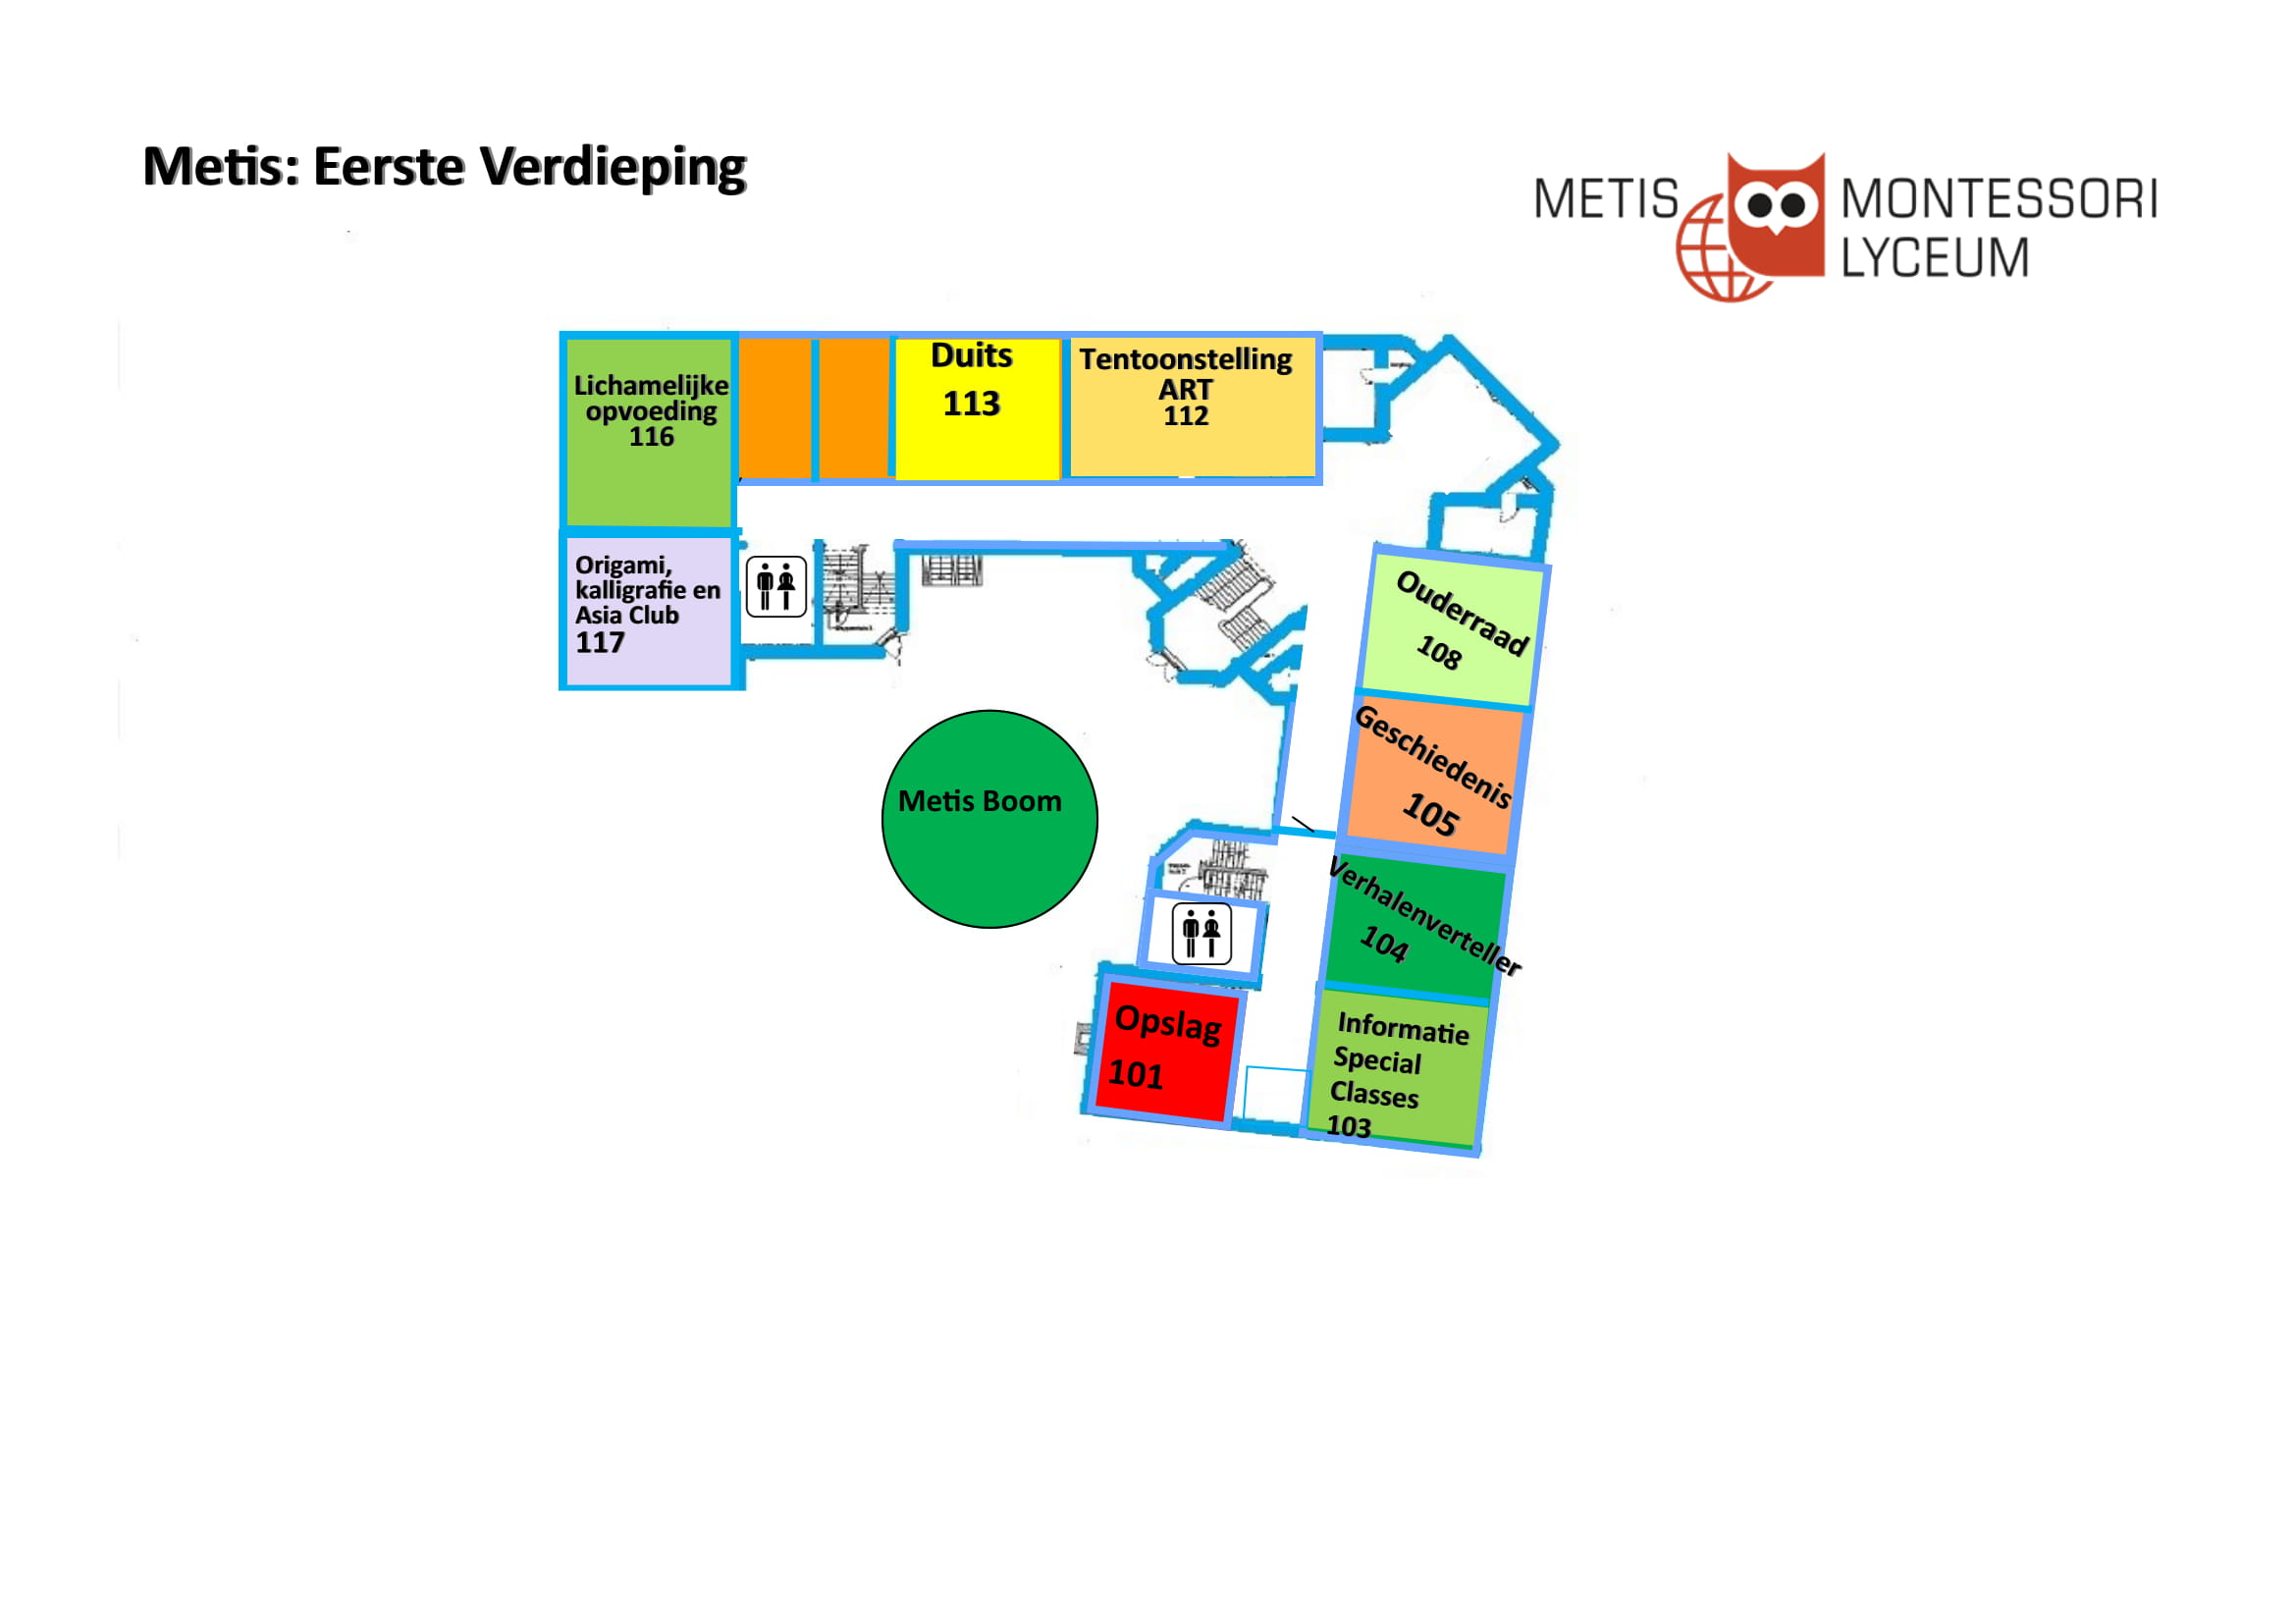 Metis: Eerste Verdieping
METIS MONTESSORI
LYCEUM
Lichamelijke
opvoeding
116
Duits
113
Tentoonstelling
ART
112
Origami,
kalligrafie en
Asia Club
117
Ouderraad
108
Geschiedenis
105
Metis Boom
Verhalenverteller
104
Opslag
101
Informatie
Special
Classes
103